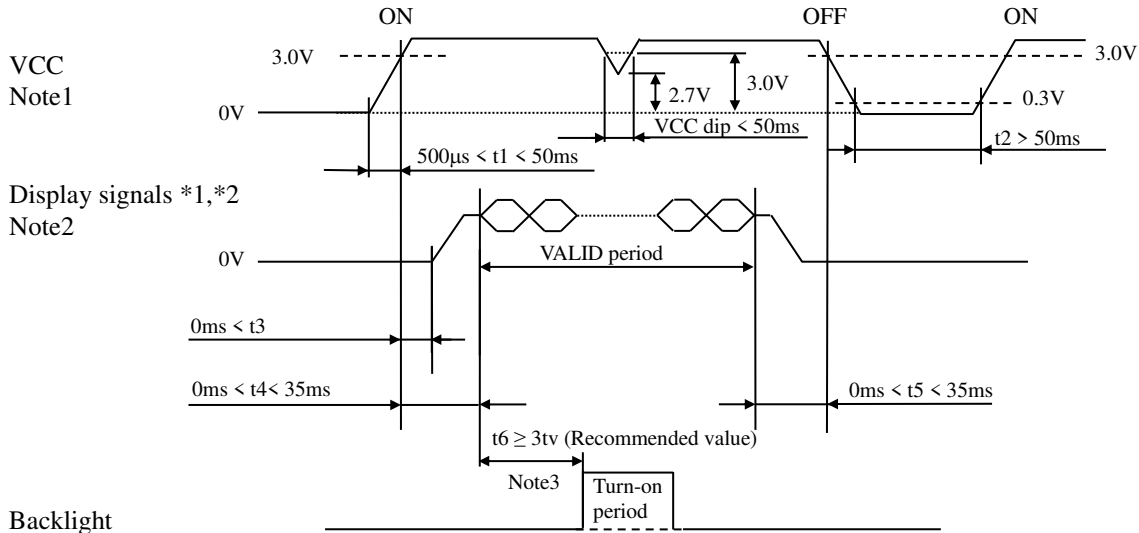 ON OFF ON
VCC
Note1
3.0V
3.0V
2.7V
3.0V
0V
0.3V
VCC dip < 50ms
t2 > 50ms
500μs < t1 < 50ms
Display signals *1,*2
Note2
0V
VALID period
0ms < t3
0ms < t4< 35ms
0ms < t5 < 35ms
t6 ≥ 3tv (Recommended value)
Note3
Turn-on
period
Backlight